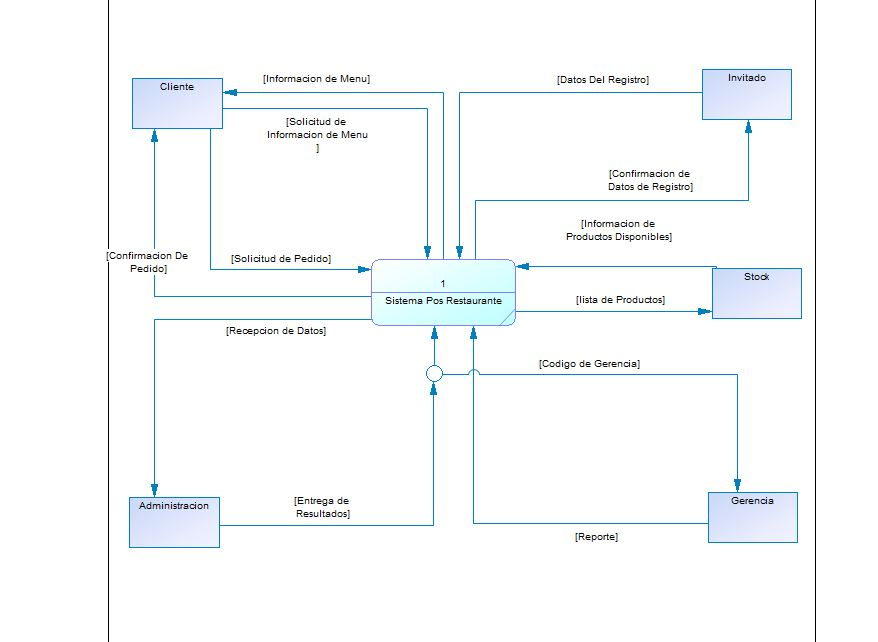 [Informacion de Menu]
[Datos Del Registro]
Invitado
Cliente
[Solicitud de
Informacion de Menu
]
[Confirmacion de
Datos de Registro]
[Informacion de
Productos Disponibles]
[Confirmacion De
Pedido]
[Solicitud de Pedido]
Stock
1
Sistema Pos Restaurante
[lista de Productos]
[Recepcion de Datos]
[Codigo de Gerencia]
Administracion
[Entrega de
Resultados]
Gerencia
[Reporte]